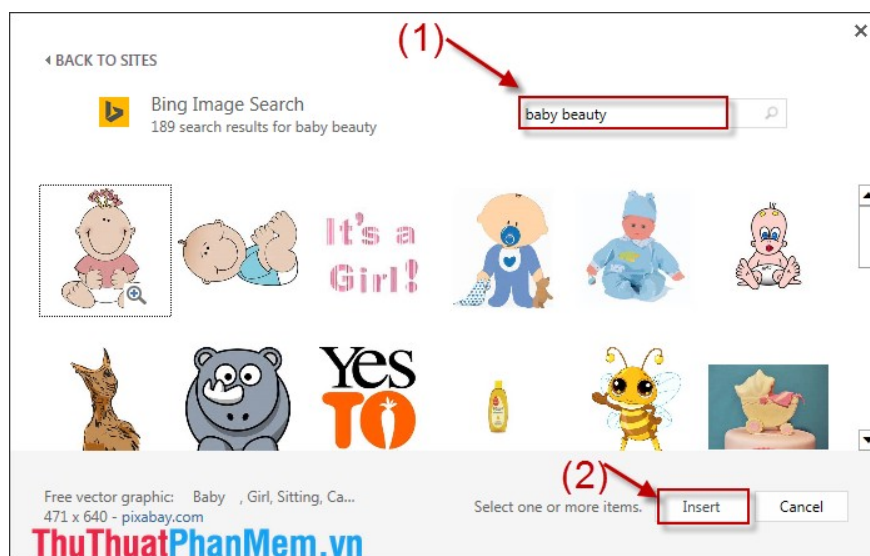 (1)
BACK TO SITES
Bing Image Search
189 search results for baby beauty
baby beauty
It's a
Girl!
Yes
TO
(2)
Free vector graphic: Baby , Girl, Sitting, Ca...
471 x 640 - pixabay.com
Select one or more items.
Insert
Cancel
ThuThuatPhanMem.vn